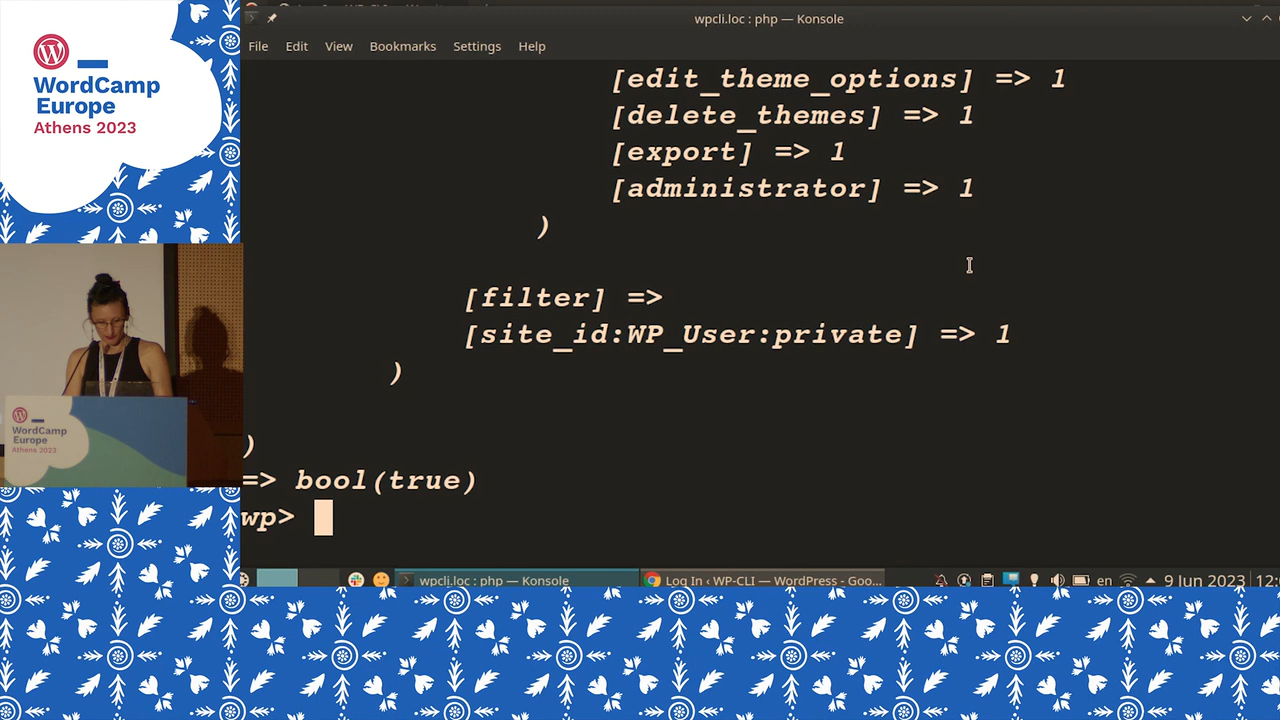 WordCamp
Europe
Athens 2023
wpcli.loc : php — Konsole
File Edit View Bookmarks Settings Help
[edit_theme_options] => 1
[delete_themes] => 1
[export] => 1
[administrator] => 1
)
[filter] =>
[site_id:WP_User:private] => 1
)
)
=> bool(true)
wp>
wpcli.loc : php — Konsole
Log In ‹ WP-CLI — WordPress - Goo...
en
9 Jun 2023
WordCamp
Europe
Athens 2023